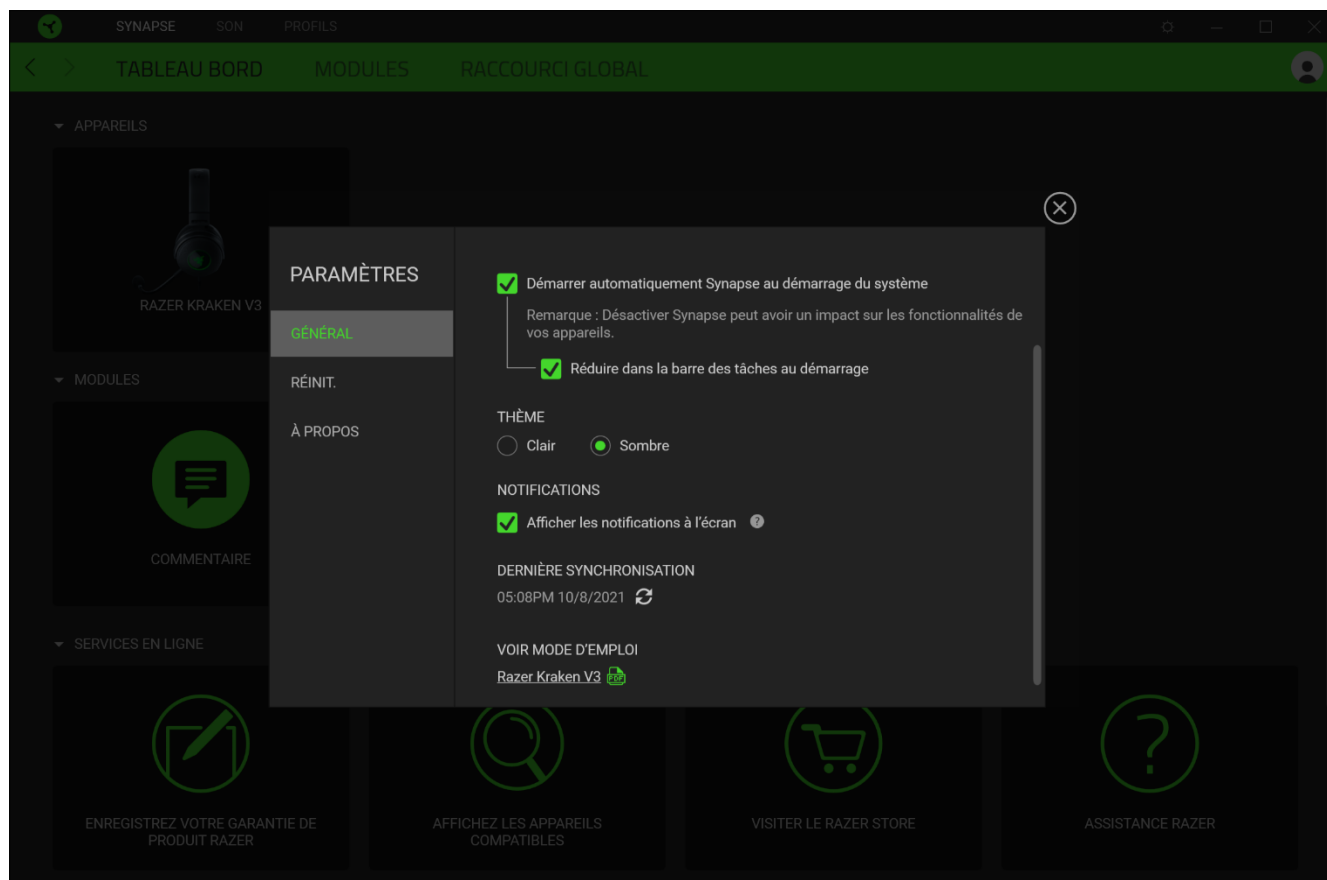 SYNAPSE SON PROFILS
TABLEAU BORD MODULES RACCOURCI GLOBAL
APPAREILS
RAZER KRAKEN V3
MODULES
COMMENTAIRE
SERVICES EN LIGNE
ENREGISTREZ VOTRE GARANTIE DE
PRODUIT RAZER
AFFICHEZ LES APPAREILS
COMPATIBLES
VISITER LE RAZER STORE
ASSISTANCE RAZER
PARAMÈTRES
GÉNÉRAL
RÉINIT.
À PROPOS
Démarrer automatiquement Synapse au démarrage du système
Remarque : Désactiver Synapse peut avoir un impact sur les fonctionnalités de
vos appareils.
Réduire dans la barre des tâches au démarrage
THÈME
Clair Sombre
NOTIFICATIONS
Afficher les notifications à l'écran ?
DERNIÈRE SYNCHRONISATION
05:08PM 10/8/2021
VOIR MODE D'EMPLOI
Razer Kraken V3 PDF